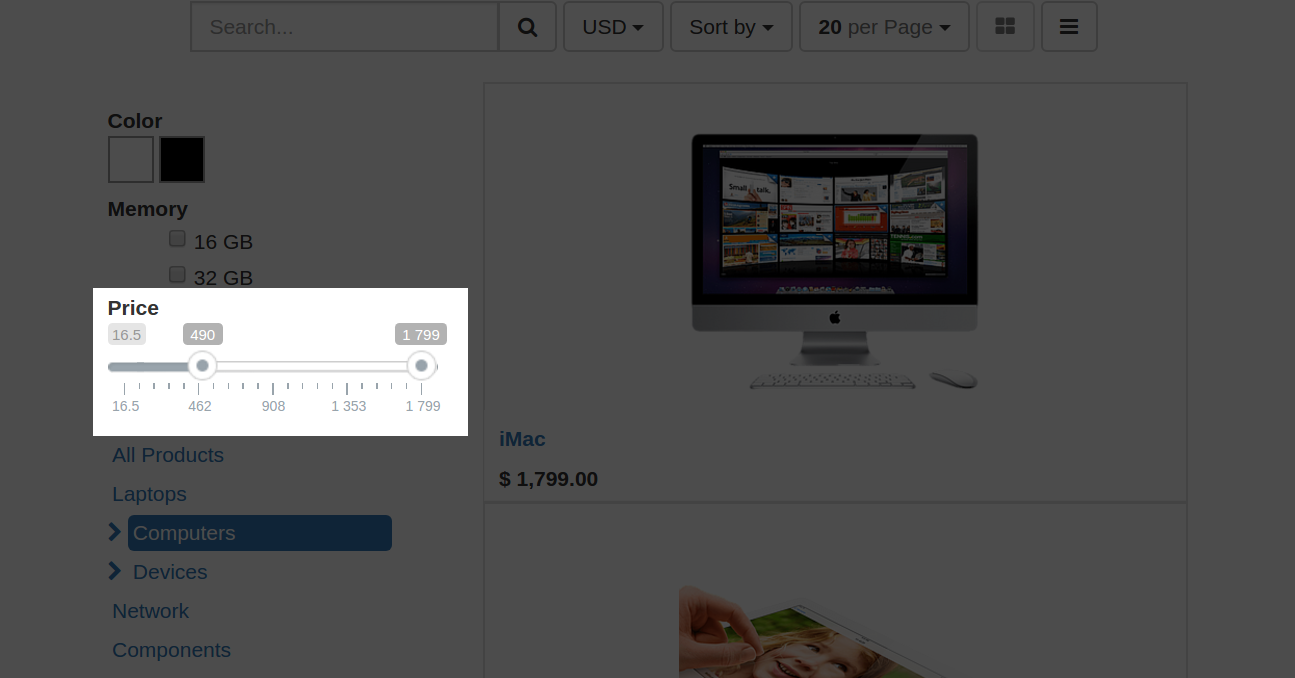 Search... USD Sort by 20 per Page
Color
Memory
16 GB
32 GB
Price
16.5 490 1 799
16.5 462 908 1 353 1 799
All Products
Laptops
Computers
Devices
Network
Components
Small talk.
iMac
$ 1,799.00